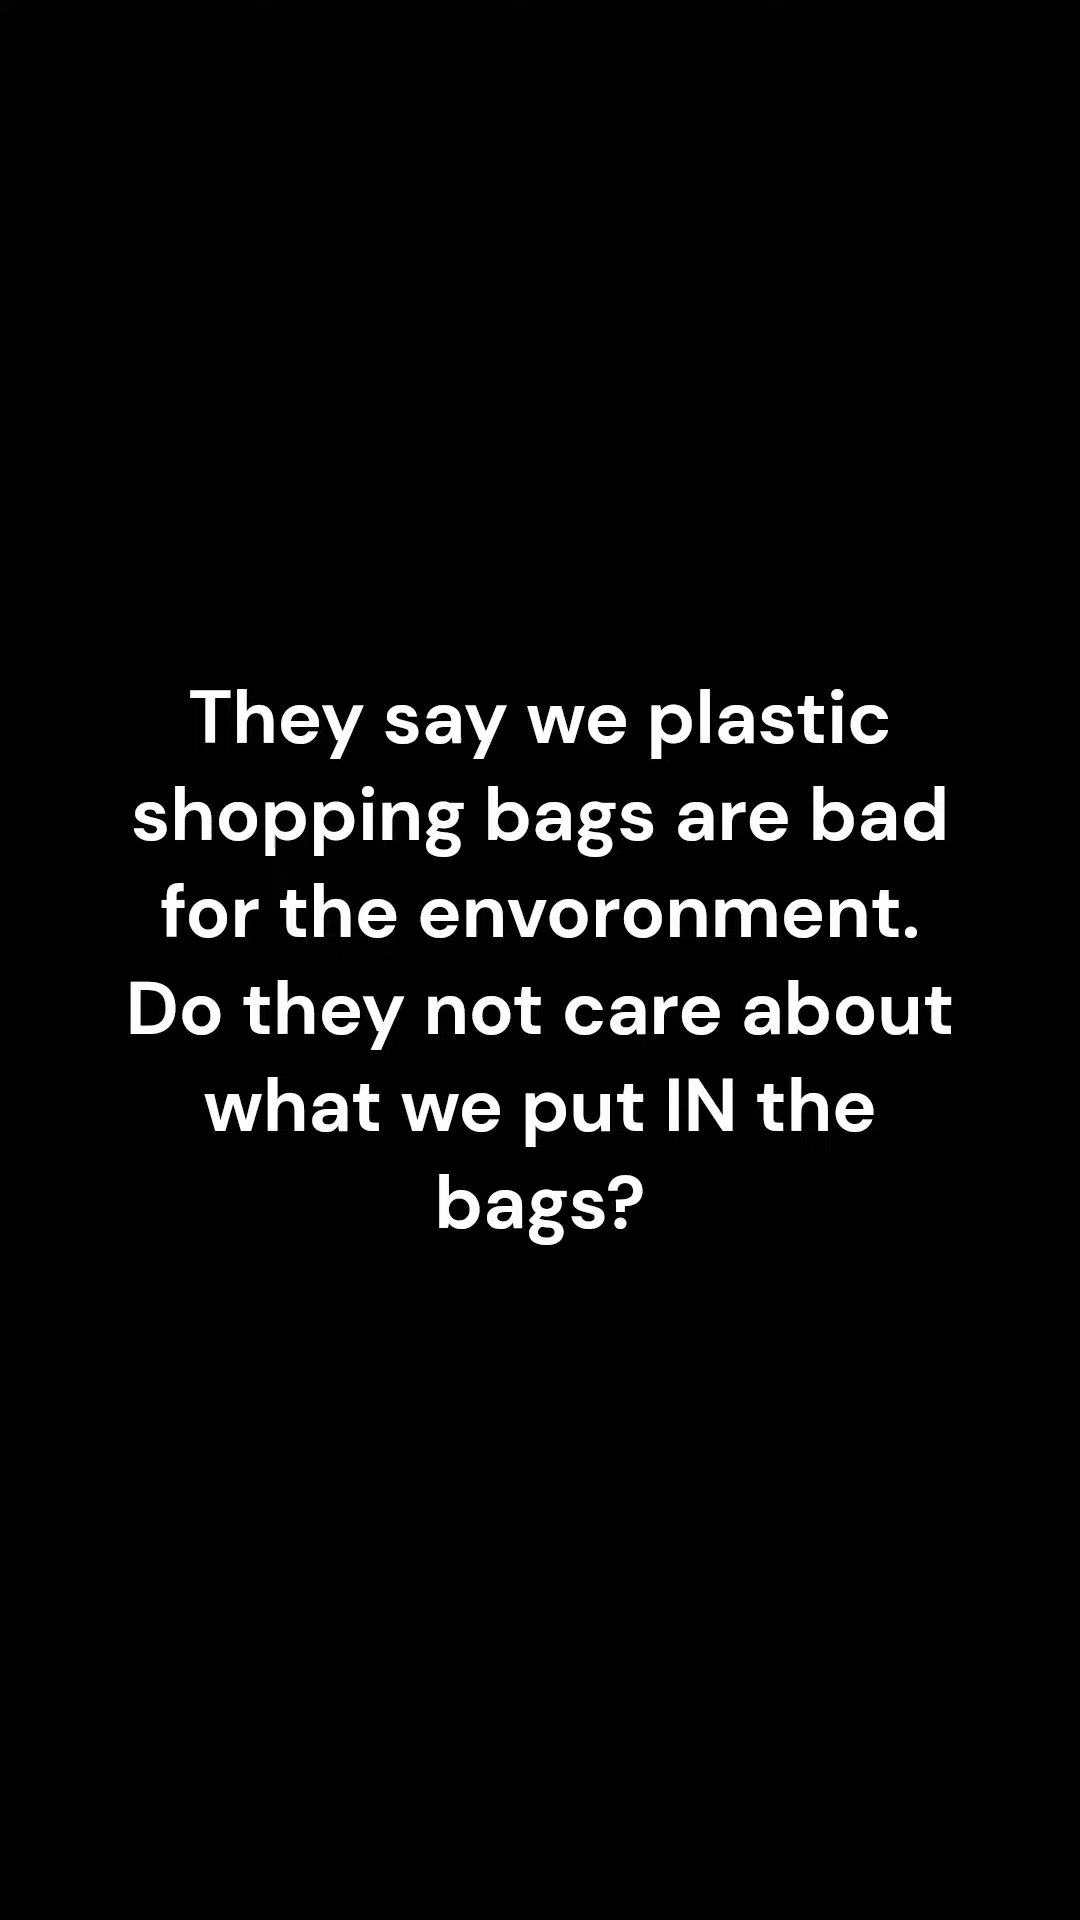 They say we plastic
shopping bags are bad
for the envoronment.
Do they not care about
what we put IN the
bags?